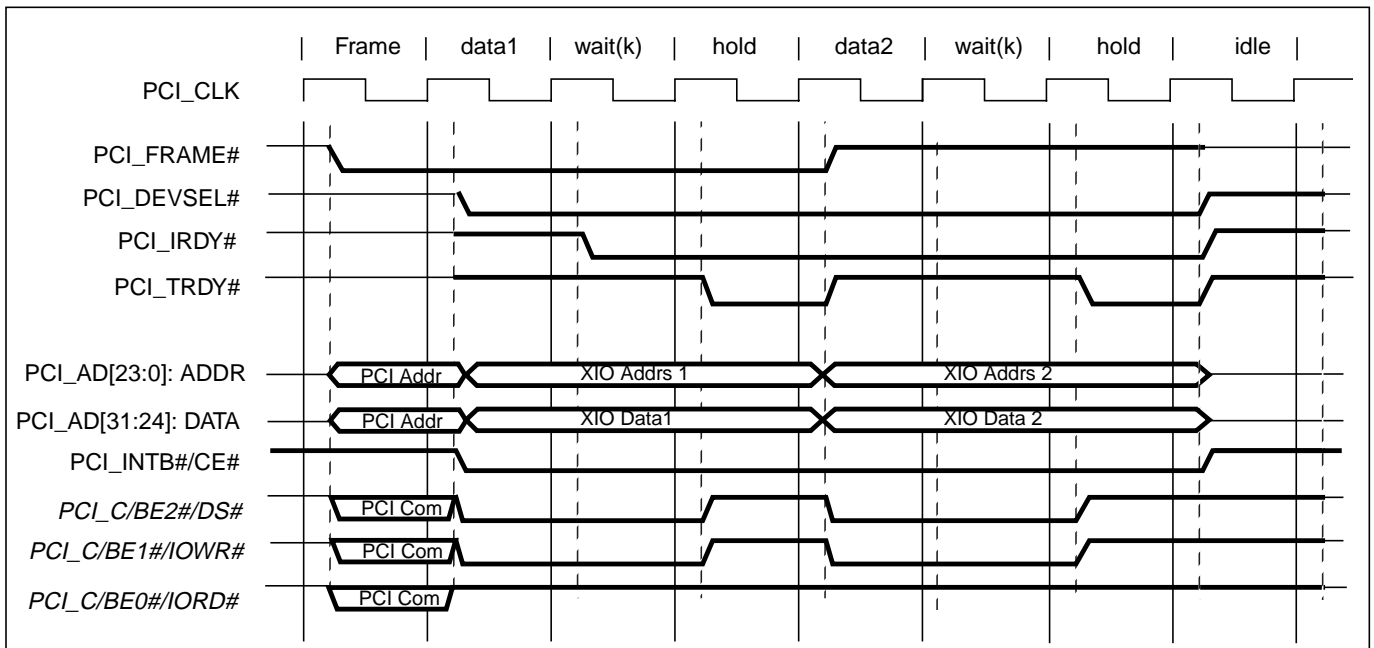 | Frame | data1 | wait(k) | hold | data2 | wait(k) | hold | idle |
PCI_CLK
PCI_FRAME#
PCI_DEVSEL#
PCI_IRDY#
PCI_TRDY#
PCI_AD[23:0]: ADDR PCI Addr XIO Addrs 1 XIO Addrs 2
PCI_AD[31:24]: DATA PCI Addr XIO Data1 XIO Data 2
PCI_INTB#/CE#
PCI_C/BE2#/DS# PCI Com
PCI_C/BE1#/IOWR# PCI Com
PCI_C/BE0#/IORD# PCI Com